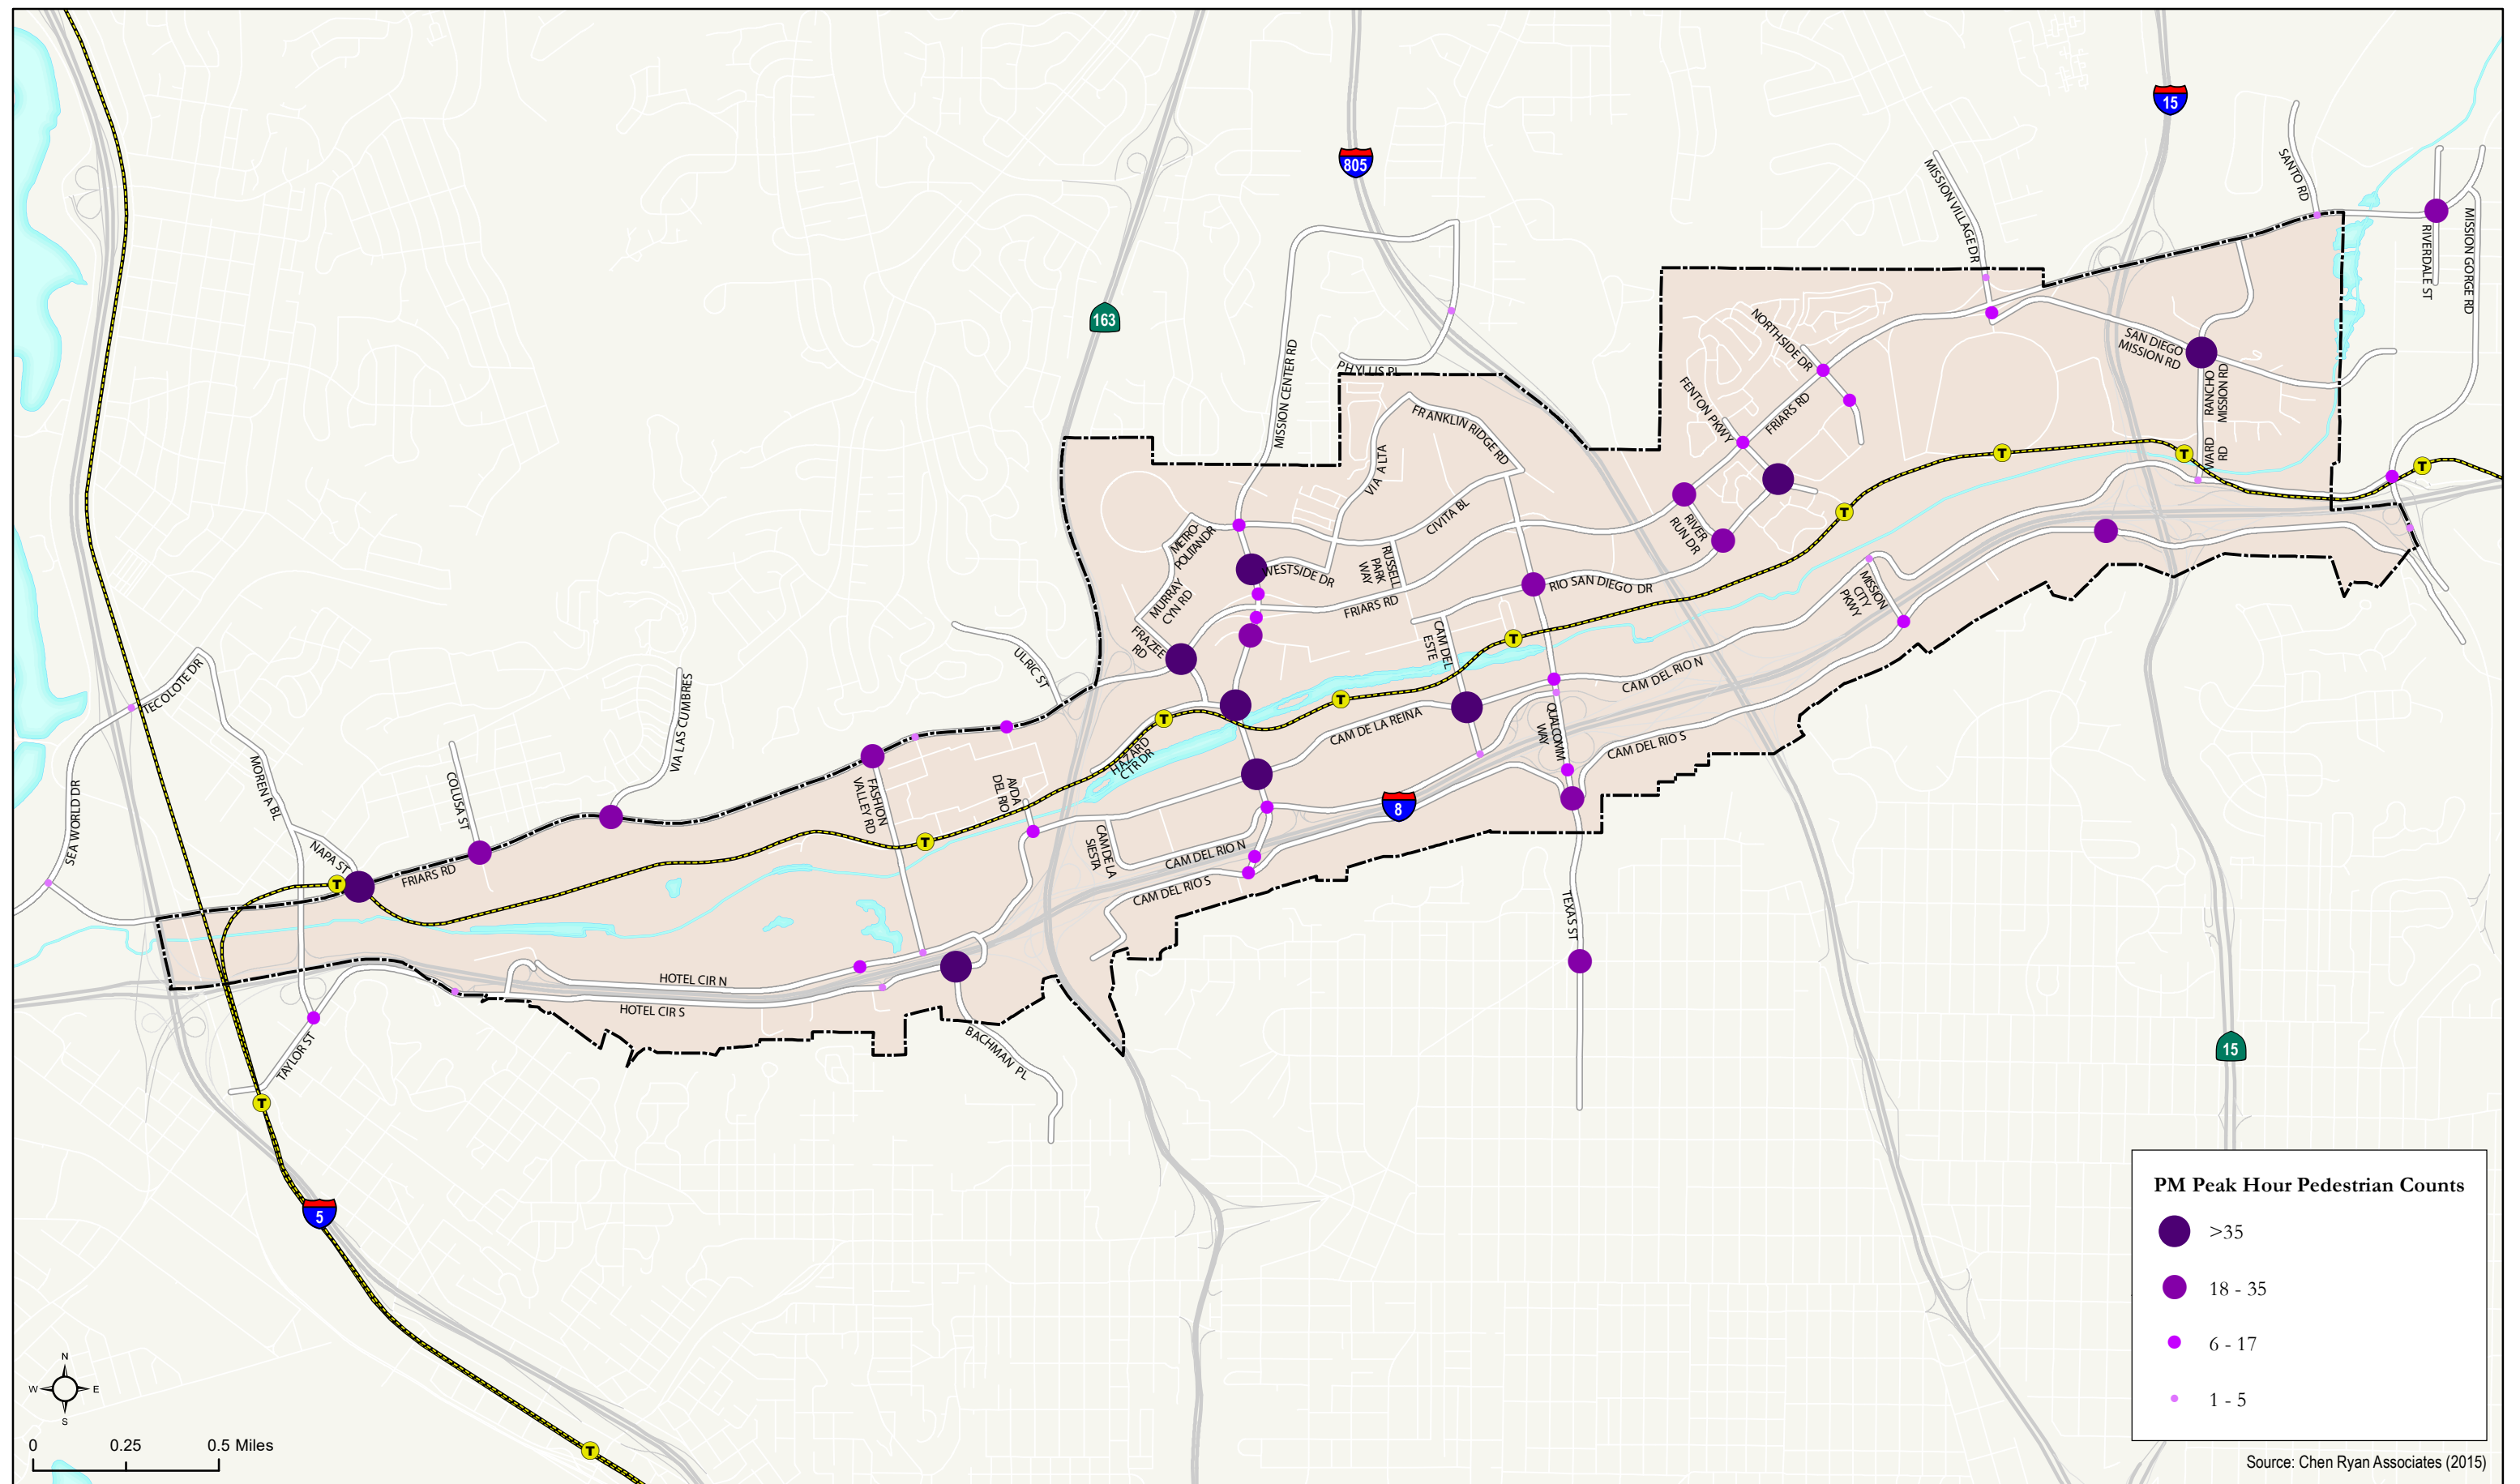 15
805
SANTO RD
MISSION VILLAGE DR
RIVERDALE ST
MISSION GORGE RD
163
NORTHSIDE DR
SAN DIEGO
MISSION RD
MISSION CENTER RD
PHYLLIS PL
FENTON PKWY
FRIARS RD
RANCHO
MISSION RD
FRANKLIN RIDGE RD
VIA ALTA
WARD
RD
T
T
T
T
CIVITA BL
METRO-
POLITAN DR
RIVER
RUN DR
RUSSELL
PARK
WAY
WESTSIDE DR
MURRAY
CYN RD
RIO SAN DIEGO DR
MISSION
CITY
PKWY
FRIARS RD
FRAZEE
RD
CAM DEL
ESTE
T
ULRIC ST
TECOLOTE DR
CAM DEL RIO N
VIA LAS CUMBRES
T
T
CAM DE LA REINA
QUALCOMM
WAY
CAM DEL RIO S
HAZARD
CTR DR
MORENA BL
COLUSA ST
SEA WORLD DR
AVDA
DEL RIO
FASHION
VALLEY RD
8
T
CAM DE LA
SIESTA
CAM DEL RIO N
NAPA ST
T
FRIARS RD
CAM DEL RIO S
TEXAS ST
HOTEL CIR N
HOTEL CIR S
TAYLOR ST
BACHMAN PL
15
T
5
PM Peak Hour Pedestrian Counts
>35
18 - 35
6 - 17
1 - 5
N
W E
S
T
0 0.25 0.5 Miles
Source: Chen Ryan Associates (2015)